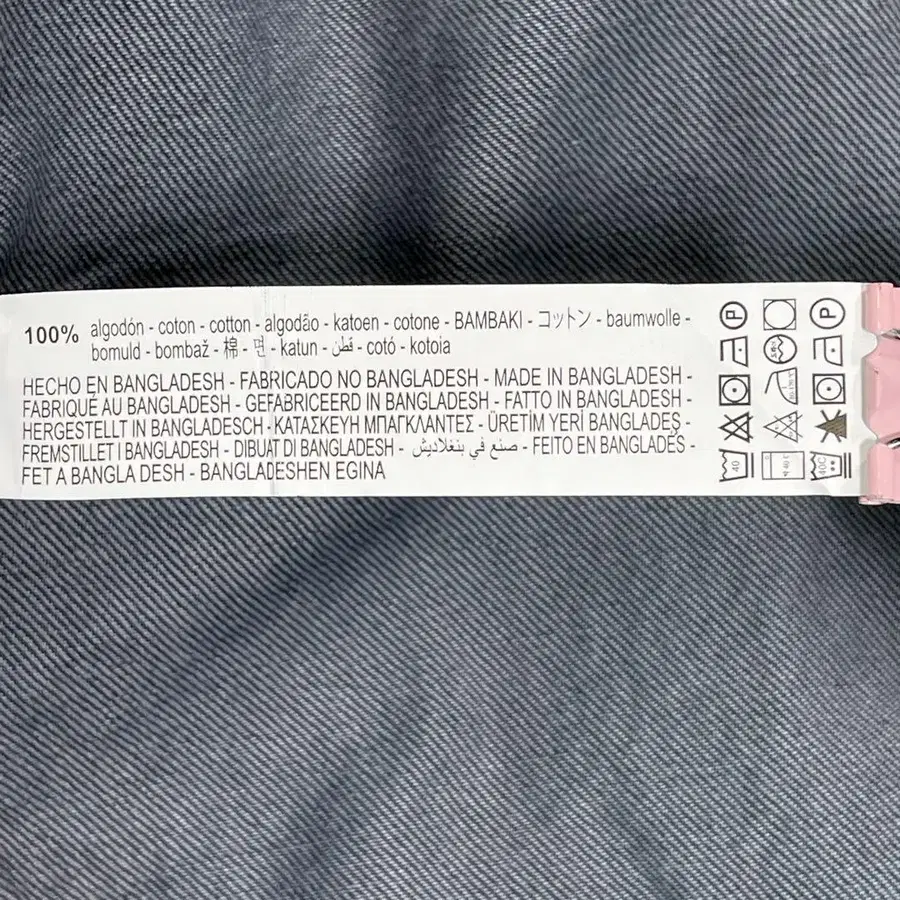 100% algodón - coton - cotton - algodão - katoen - cotone - BAMBAKI - コットン - baumwolle -
bomuld - bombaž - 棉 - 면 - katun - قطن - cotó - kotoia
HECHO EN BANGLADESH - FABRICADO NO BANGLADESH - MADE IN BANGLADESH -
FABRIQUÉ AU BANGLADESH - GEFABRICEERD IN BANGLADESH - FATTO IN BANGLADESH -
HERGESTELLT IN BANGLADESCH - ΚΑΤΑΣΚΕΥΗ ΜΠΑΓΚΛΑΝΤΕΣ - ÜRETİM YERİ BANGLADEŞ -
FREMSTILLET I BANGLADESH - DIBUAT DI BANGLADESH - صنع في بنغلاديش - FEITO EN BANGLADÉS -
FET A BANGLA DESH - BANGLADESHEN EGINA
P
P
40
40 C
40C